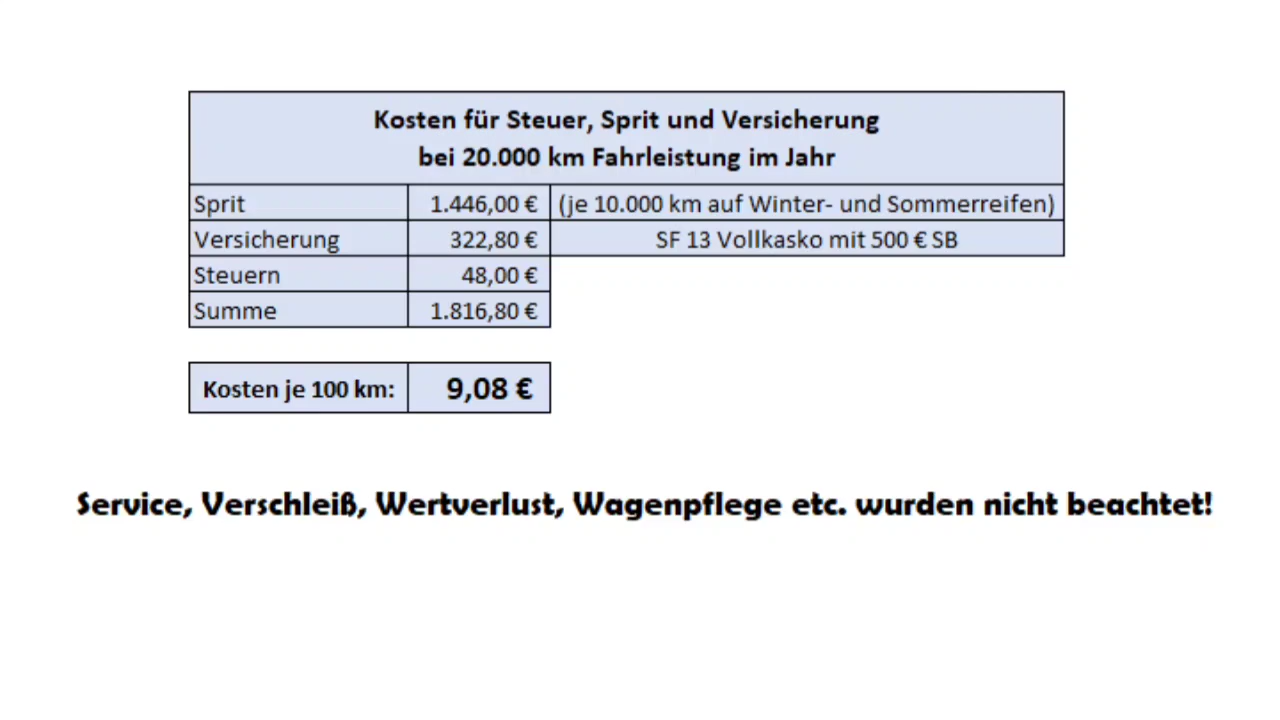 Kosten für Steuer, Sprit und Versicherung
bei 20.000 km Fahrleistung im Jahr
Sprit 1.446,00 € (je 10.000 km auf Winter- und Sommerreifen)
Versicherung 322,80 € SF 13 Vollkasko mit 500 € SB
Steuern 48,00 €
Summe 1.816,80 €
Kosten je 100 km: 9,08 €
Service, Verschleiß, Wertverlust, Wagenpflege etc. wurden nicht beachtet!